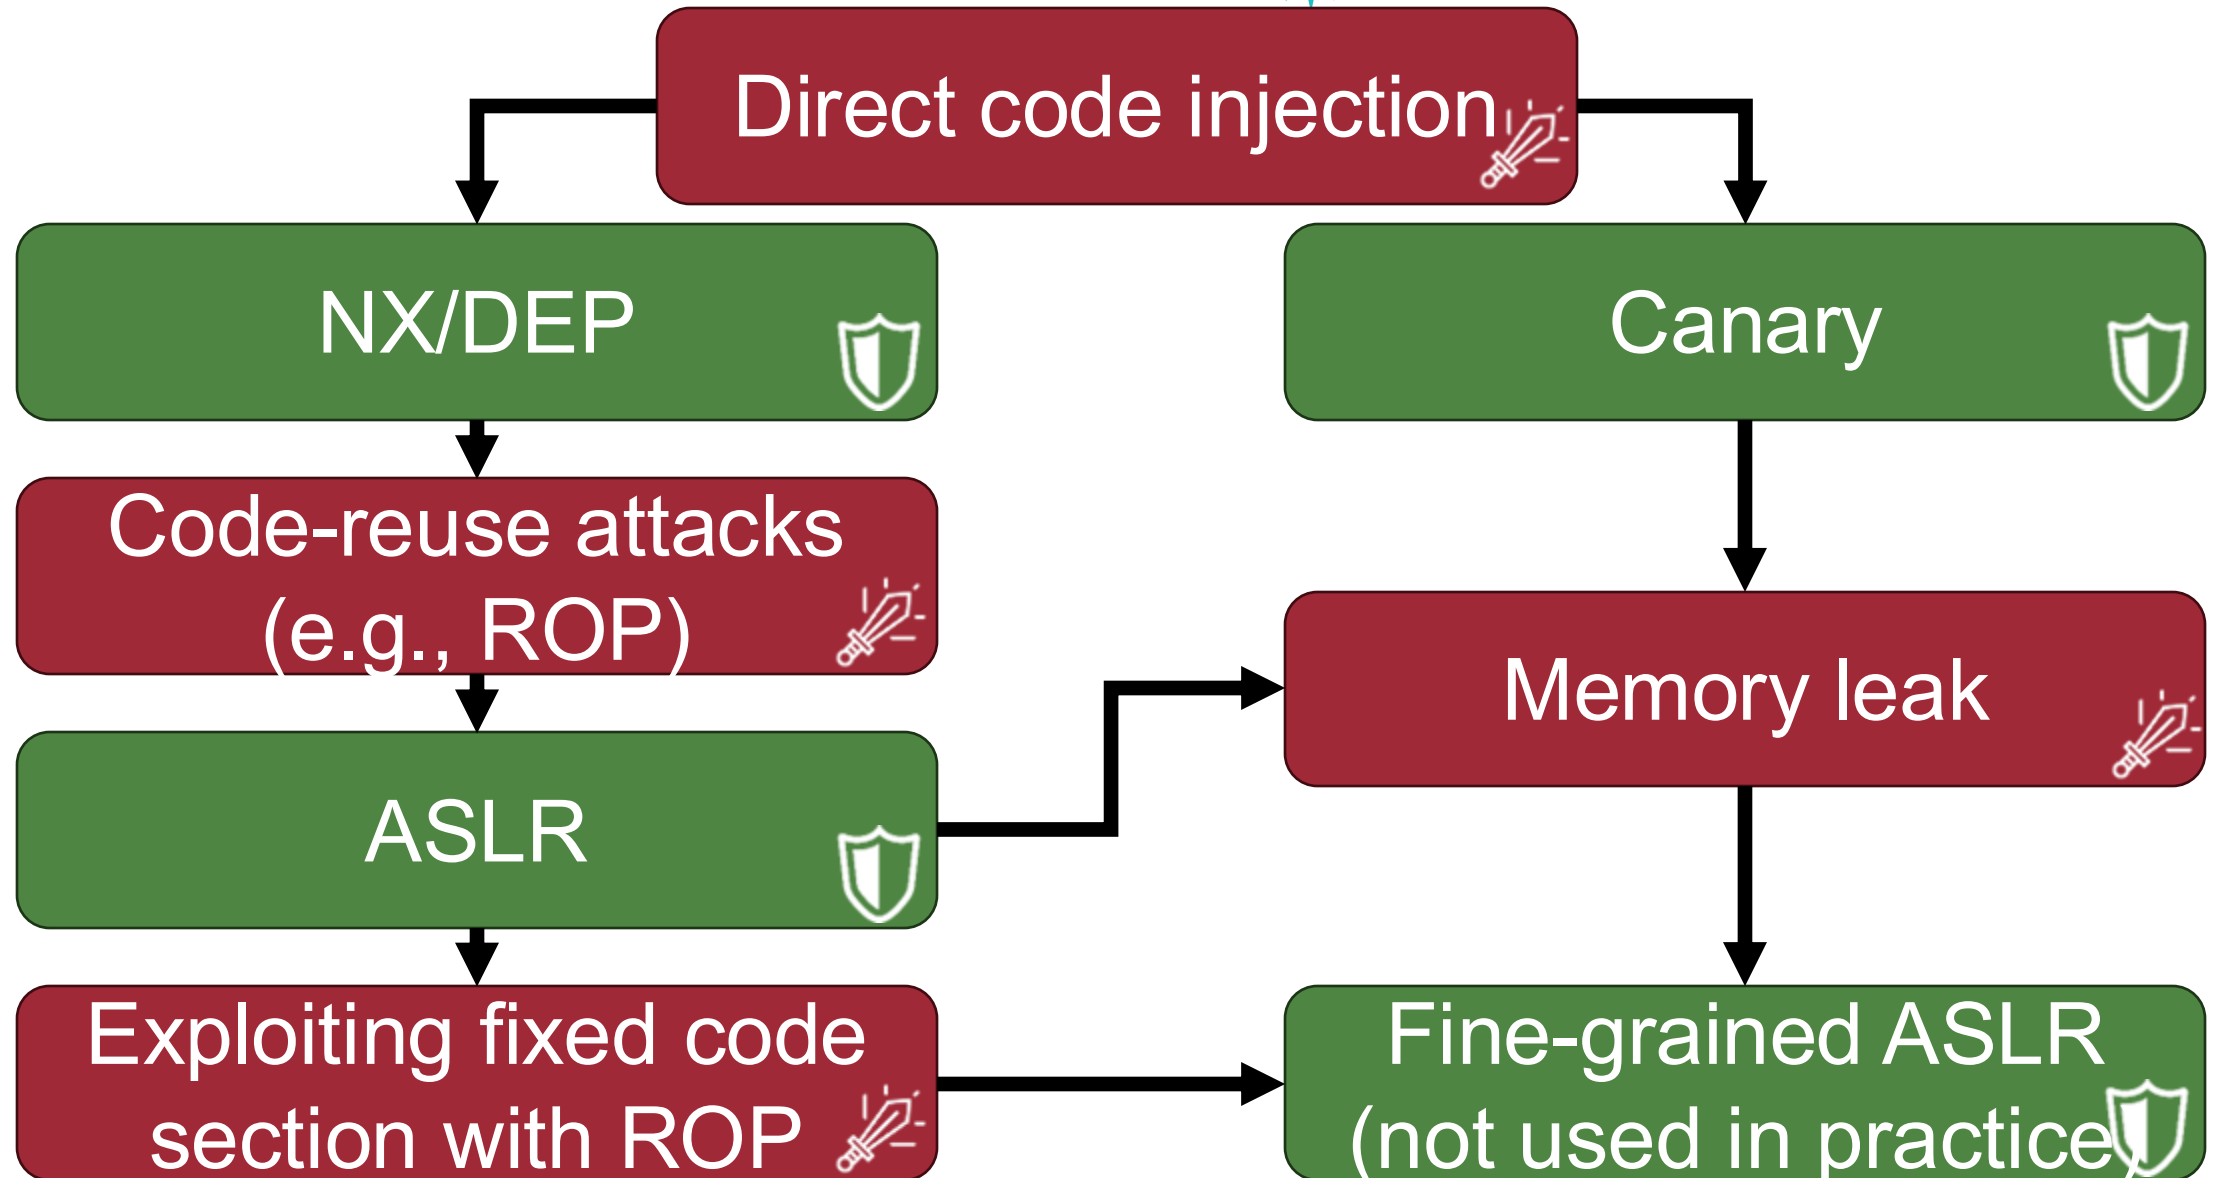 Direct code injection
NX/DEP
Canary
Code-reuse attacks
(e.g., ROP)
Memory leak
ASLR
Exploiting fixed code
section with ROP
Fine-grained ASLR
(not used in practice)